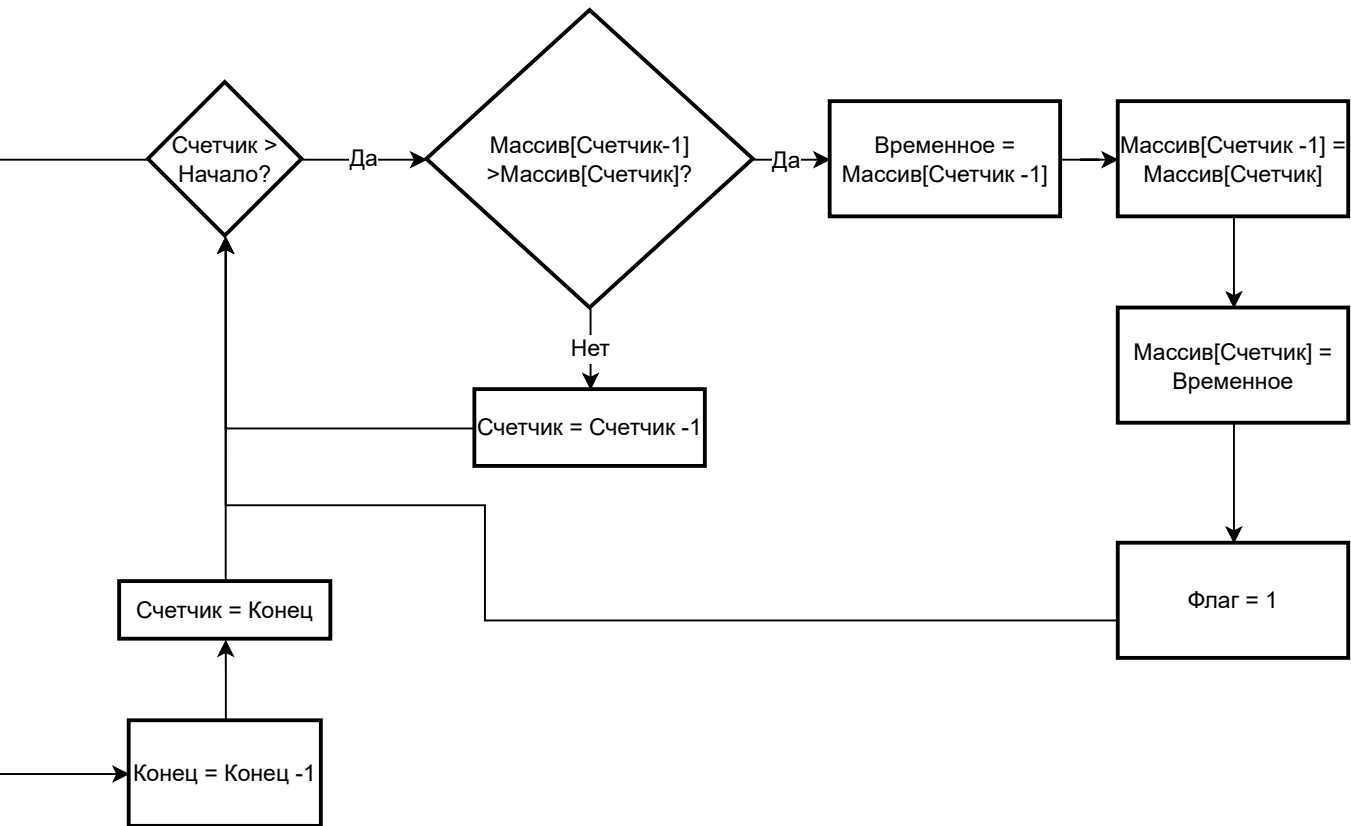 Счетчик >
Начало?
Да
Массив[Счетчик-1]
>Массив[Счетчик]?
Да
Временное =
Массив[Счетчик -1]
Массив[Счетчик -1] =
Массив[Счетчик]
Нет
Массив[Счетчик] =
Временное
Счетчик = Счетчик -1
Счетчик = Конец
Флаг = 1
Конец = Конец -1